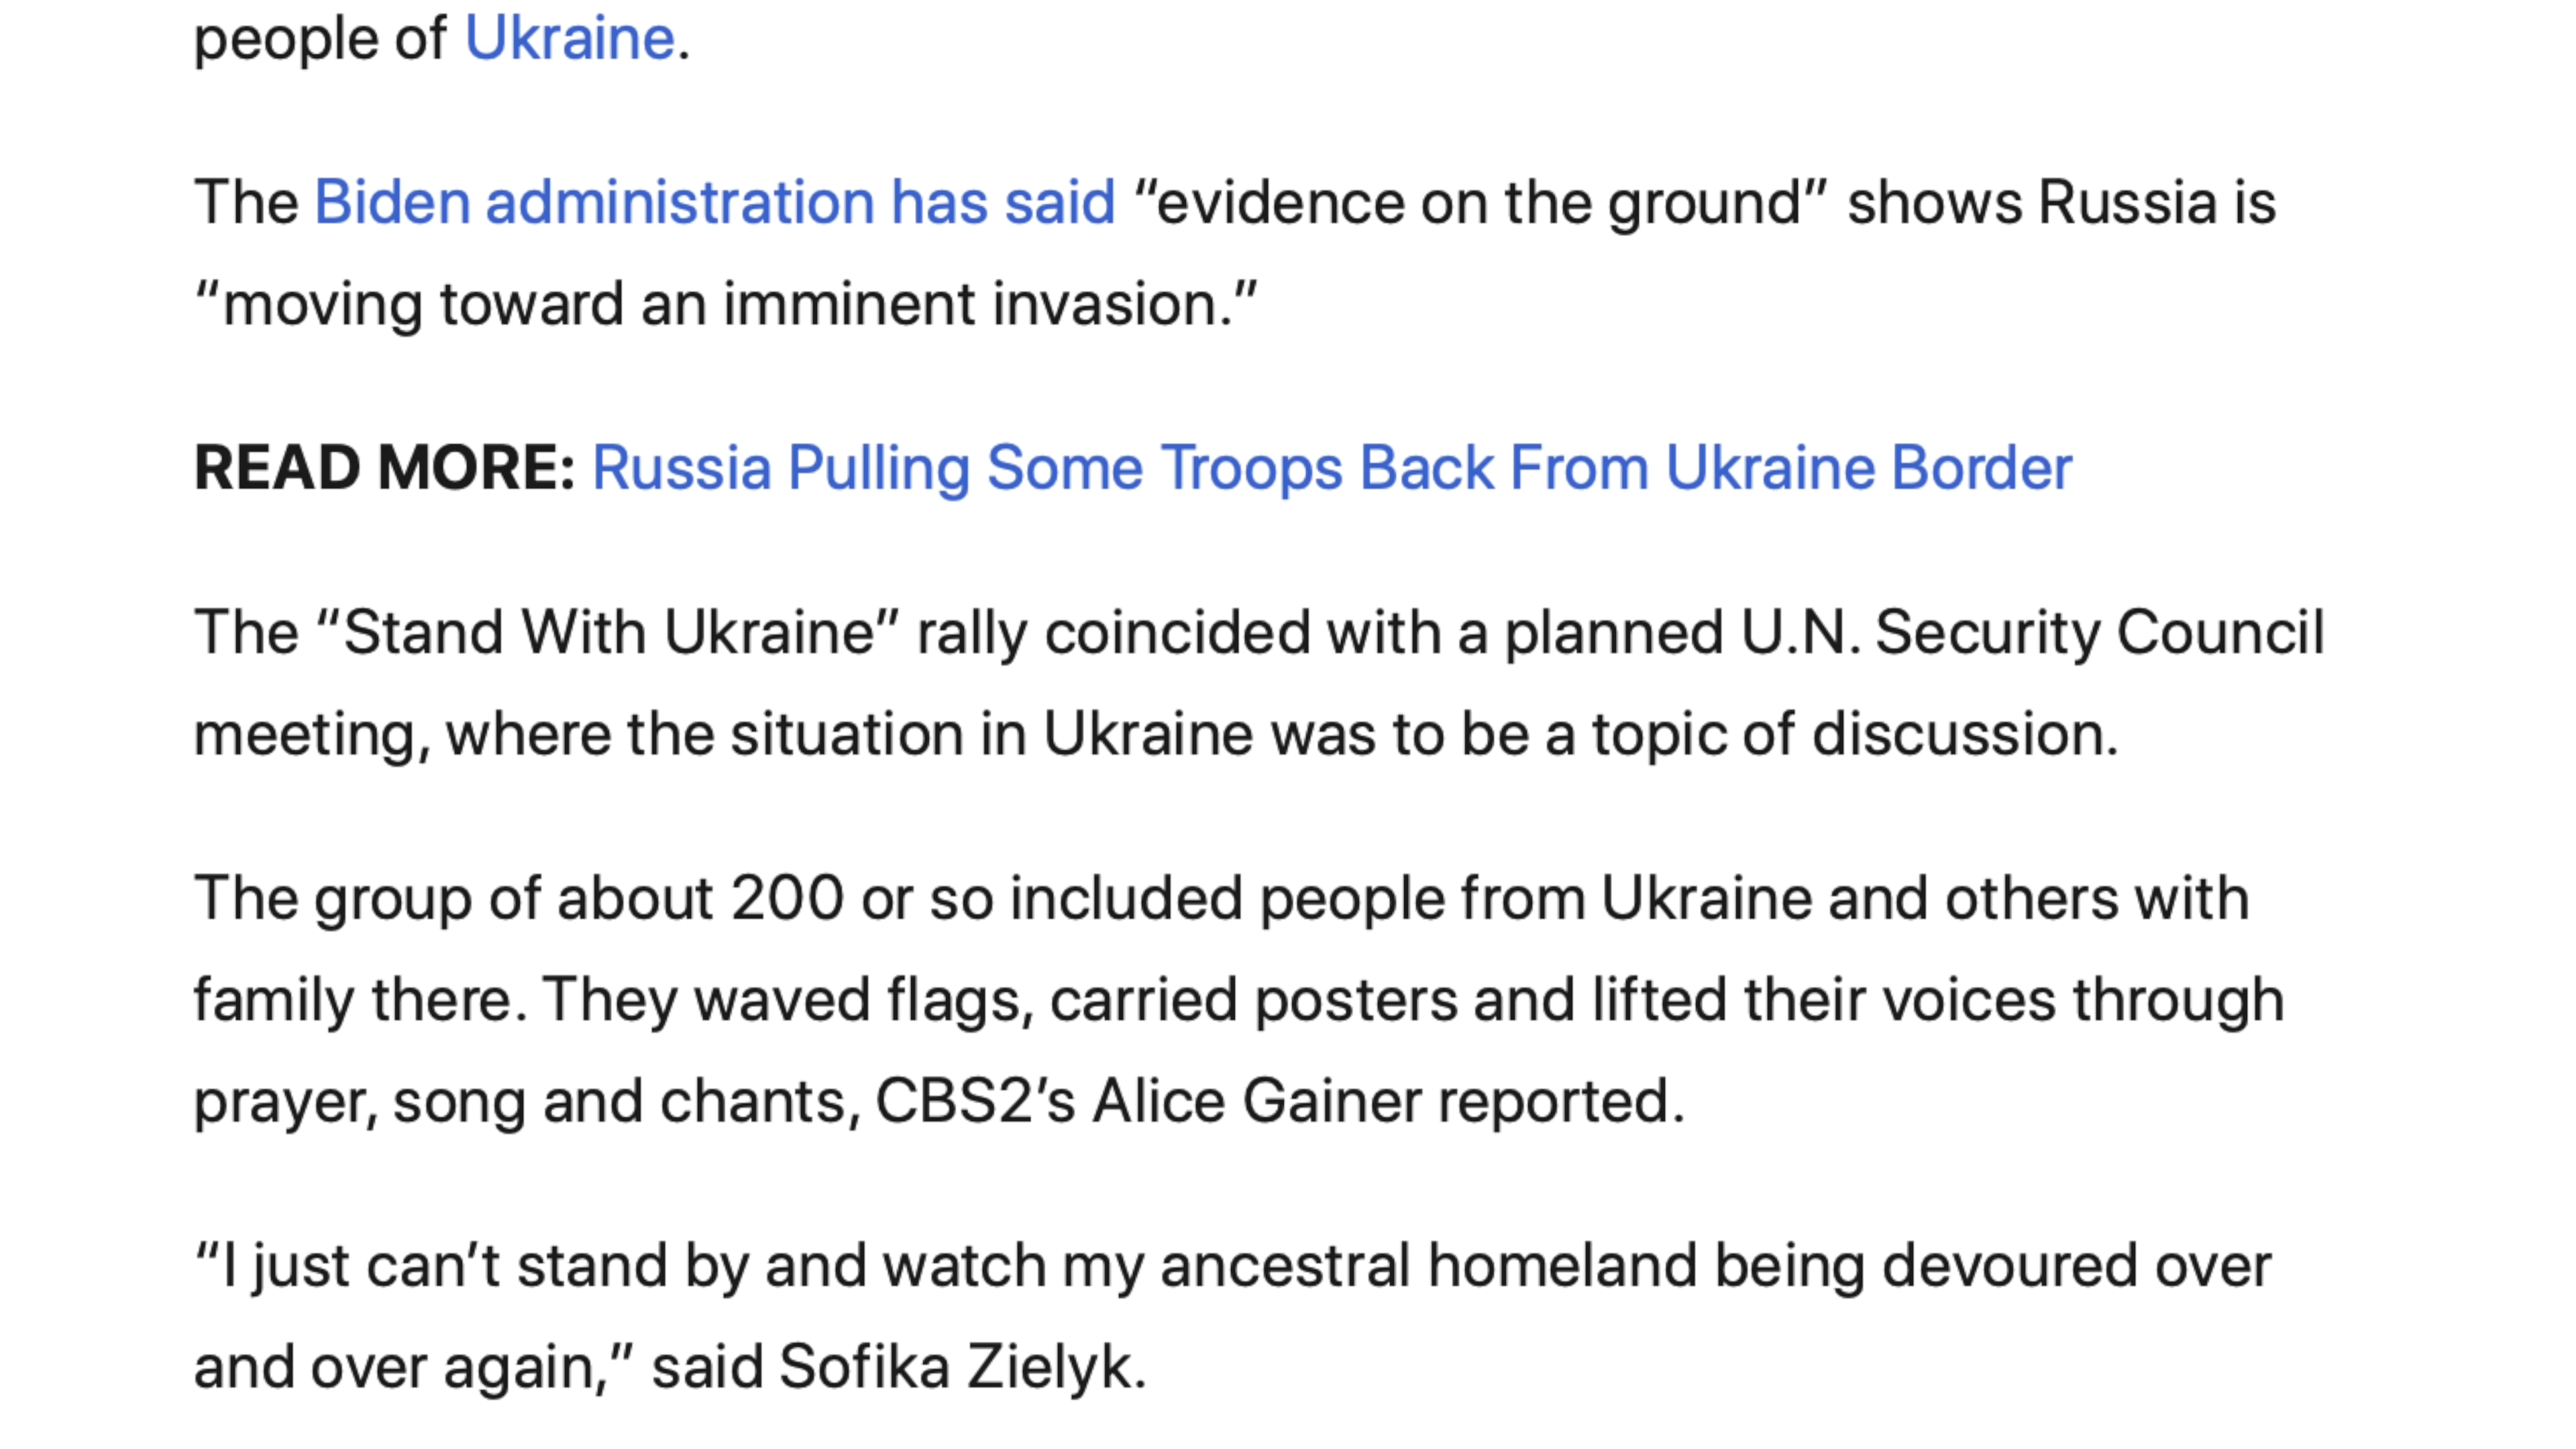 people of Ukraine.
The Biden administration has said “evidence on the ground” shows Russia is
“moving toward an imminent invasion.”
READ MORE: Russia Pulling Some Troops Back From Ukraine Border
The “Stand With Ukraine” rally coincided with a planned U.N. Security Council
meeting, where the situation in Ukraine was to be a topic of discussion.
The group of about 200 or so included people from Ukraine and others with
family there. They waved flags, carried posters and lifted their voices through
prayer, song and chants, CBS2’s Alice Gainer reported.
“I just can’t stand by and watch my ancestral homeland being devoured over
and over again,” said Sofika Zielyk.